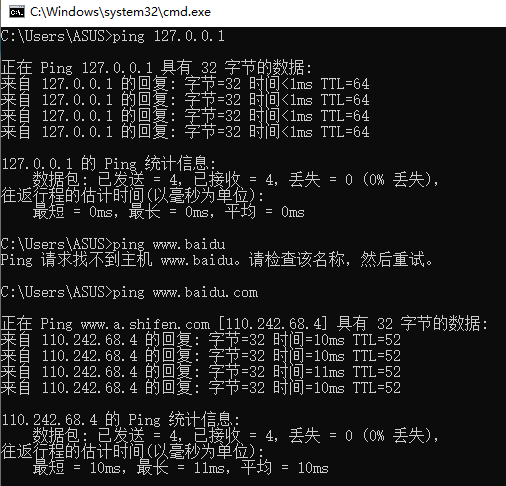 C:\Windows\system32\cmd.exe
C:\Users\ASUS>ping 127.0.0.1
正在 Ping 127.0.0.1 具有 32 字节的数据:
来自 127.0.0.1 的回复: 字节=32 时间<1ms TTL=64
来自 127.0.0.1 的回复: 字节=32 时间<1ms TTL=64
来自 127.0.0.1 的回复: 字节=32 时间<1ms TTL=64
来自 127.0.0.1 的回复: 字节=32 时间<1ms TTL=64
127.0.0.1 的 Ping 统计信息:
数据包: 已发送 = 4，已接收 = 4，丢失 = 0 (0% 丢失)，
往返行程的估计时间(以毫秒为单位):
最短 = 0ms，最长 = 0ms，平均 = 0ms
C:\Users\ASUS>ping www.baidu
Ping 请求找不到主机 www.baidu。请检查该名称，然后重试。
C:\Users\ASUS>ping www.baidu.com
正在 Ping www.a.shifen.com [110.242.68.4] 具有 32 字节的数据:
来自 110.242.68.4 的回复: 字节=32 时间=10ms TTL=52
来自 110.242.68.4 的回复: 字节=32 时间=10ms TTL=52
来自 110.242.68.4 的回复: 字节=32 时间=11ms TTL=52
来自 110.242.68.4 的回复: 字节=32 时间=10ms TTL=52
110.242.68.4 的 Ping 统计信息:
数据包: 已发送 = 4，已接收 = 4，丢失 = 0 (0% 丢失)，
往返行程的估计时间(以毫秒为单位):
最短 = 10ms，最长 = 11ms，平均 = 10ms